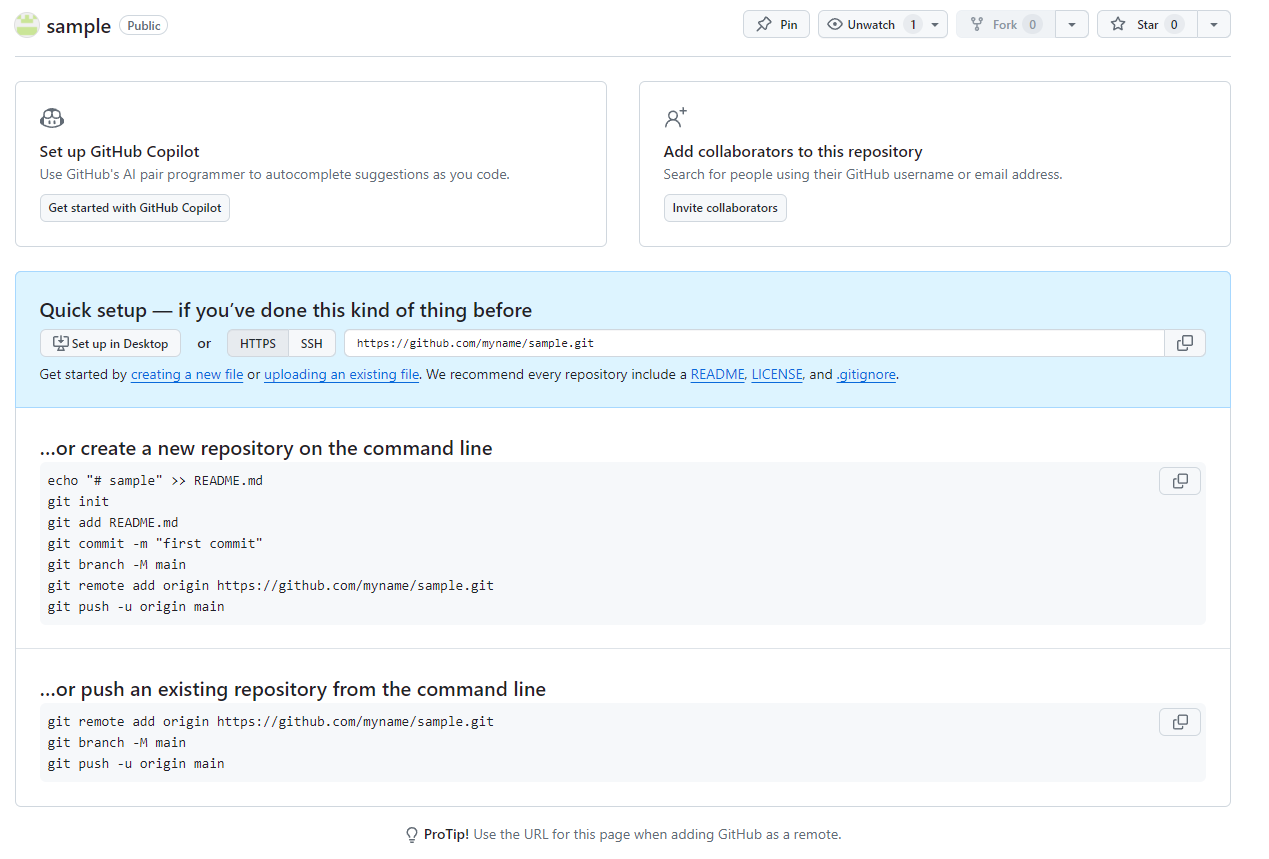 sample Public Pin Unwatch 1 Fork 0 Star 0
Set up GitHub Copilot
Use GitHub's AI pair programmer to autocomplete suggestions as you code.
Get started with GitHub Copilot
Add collaborators to this repository
Search for people using their GitHub username or email address.
Invite collaborators
Quick setup — if you’ve done this kind of thing before
Set up in Desktop or HTTPS SSH https://github.com/myname/sample.git
Get started by creating a new file or uploading an existing file. We recommend every repository include a README, LICENSE, and .gitignore.
…or create a new repository on the command line
echo "# sample" >> README.md
git init
git add README.md
git commit -m "first commit"
git branch -M main
git remote add origin https://github.com/myname/sample.git
git push -u origin main
…or push an existing repository from the command line
git remote add origin https://github.com/myname/sample.git
git branch -M main
git push -u origin main
ProTip! Use the URL for this page when adding GitHub as a remote.